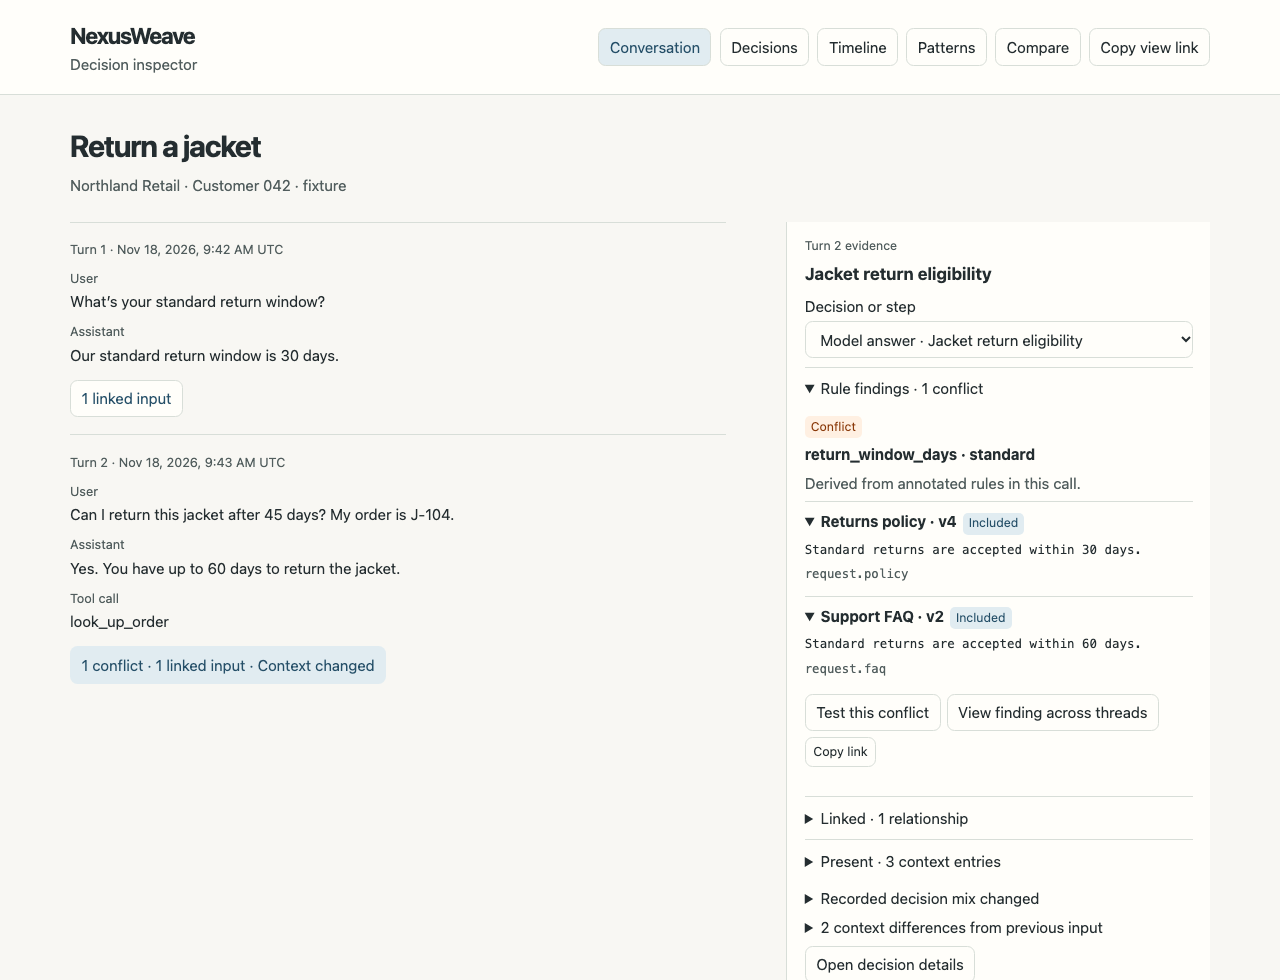 NexusWeave
Decision inspector
Conversation
Decisions
Timeline
Patterns
Compare
Copy view link
Return a jacket
Northland Retail · Customer 042 · fixture
Turn 1 · Nov 18, 2026, 9:42 AM UTC
User
What's your standard return window?
Assistant
Our standard return window is 30 days.
1 linked input
Turn 2 · Nov 18, 2026, 9:43 AM UTC
User
Can I return this jacket after 45 days? My order is J-104.
Assistant
Yes. You have up to 60 days to return the jacket.
Tool call
look_up_order
1 conflict · 1 linked input · Context changed
Turn 2 evidence
Jacket return eligibility
Decision or step
Model answer · Jacket return eligibility
Rule findings · 1 conflict
Conflict
return_window_days · standard
Derived from annotated rules in this call.
Returns policy · v4 Included
Standard returns are accepted within 30 days.
request.policy
Support FAQ · v2 Included
Standard returns are accepted within 60 days.
request.faq
Test this conflict
View finding across threads
Copy link
Linked · 1 relationship
Present · 3 context entries
Recorded decision mix changed
2 context differences from previous input
Open decision details